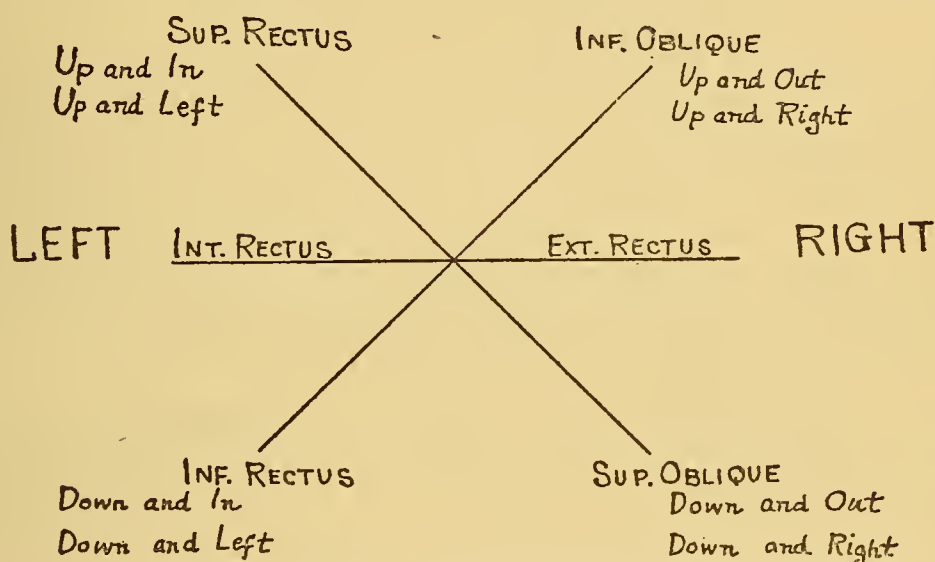 SUP. RECTUS
Up and In
Up and Left
INF. OBLIQUE
Up and Out
Up and Right
LEFT
INT. RECTUS
EXT. RECTUS
RIGHT
INF. RECTUS
Down and In
Down and Left
SUP. OBLIQUE
Down and Out
Down and Right